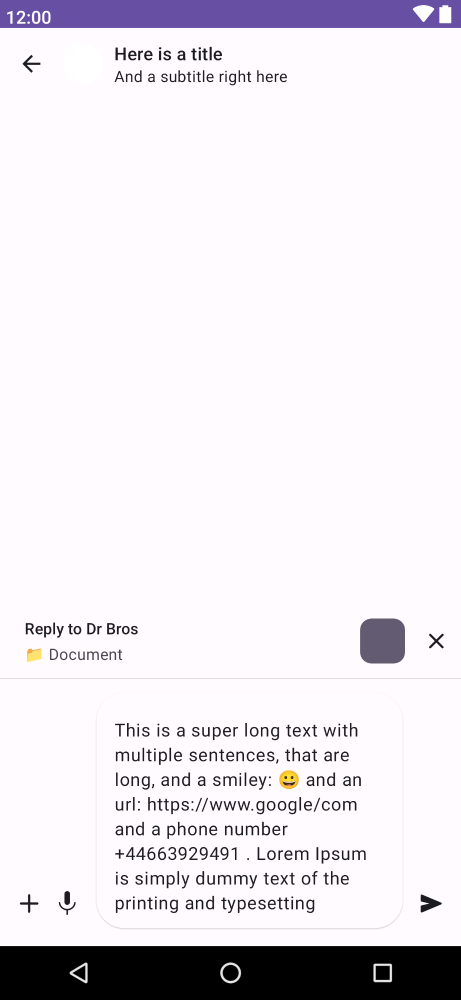 12:00
Here is a title
And a subtitle right here
Reply to Dr Bros
📁 Document
This is a super long text with
multiple sentences, that are
long, and a smiley: 😀 and an
url: https://www.google/com
and a phone number
+44663929491 . Lorem Ipsum
is simply dummy text of the
printing and typesetting